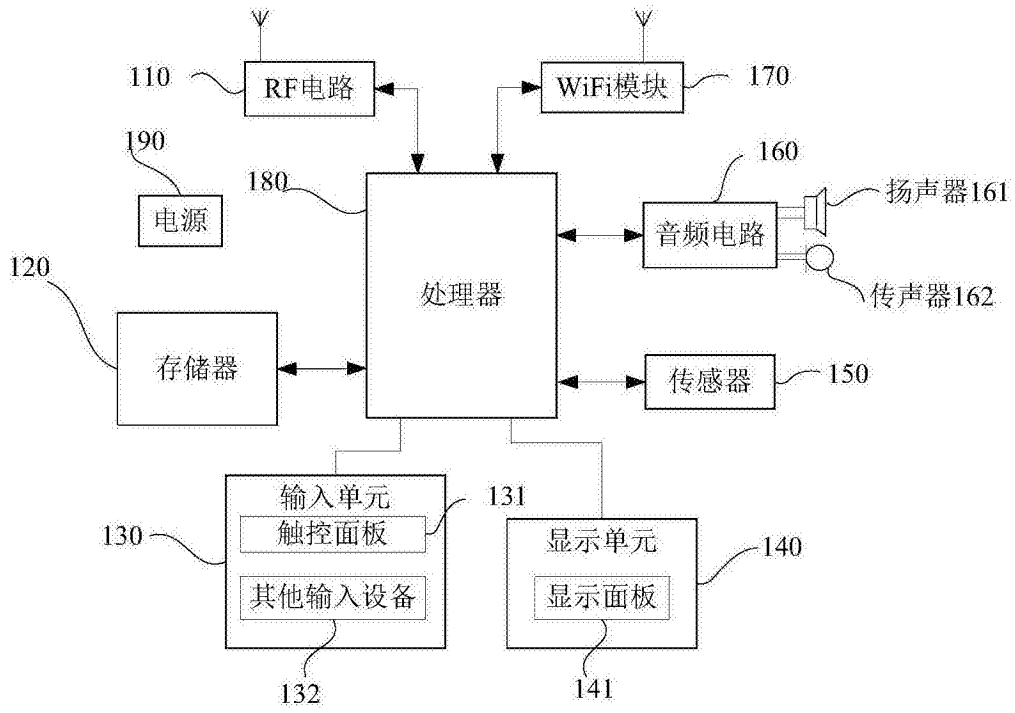 110
RF电路
WiFi模块
170
190
电源
180
160
扬声器161
音频电路
传声器162
120
存储器
处理器
传感器
150
130
输入单元
触控面板
131
其他输入设备
132
显示单元
140
显示面板
141